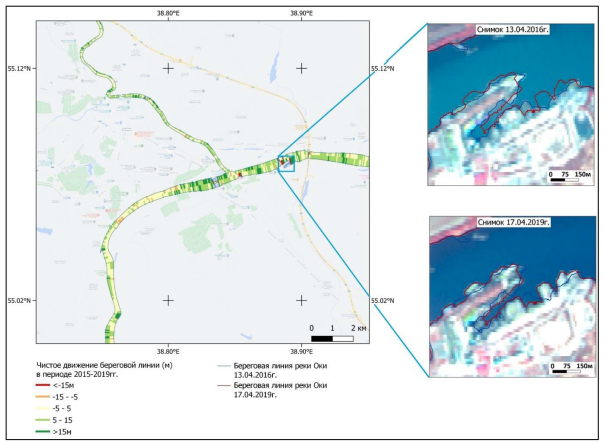 38.80°E
38.90°E
55.12°N
55.12°N
55.02°N
55.02°N
0 1 2 км
38.80°E
38.90°E
Снимок 13.04.2016г.
0 75 150м
Снимок 17.04.2019г.
0 75 150м
Чистое движение береговой линии (м)
в периоде 2015-2019гг.
<-15м
-15 - -5
-5 - 5
5 - 15
>15м
Береговая линия реки Оки
13.04.2016г.
Береговая линия реки Оки
17.04.2019г.